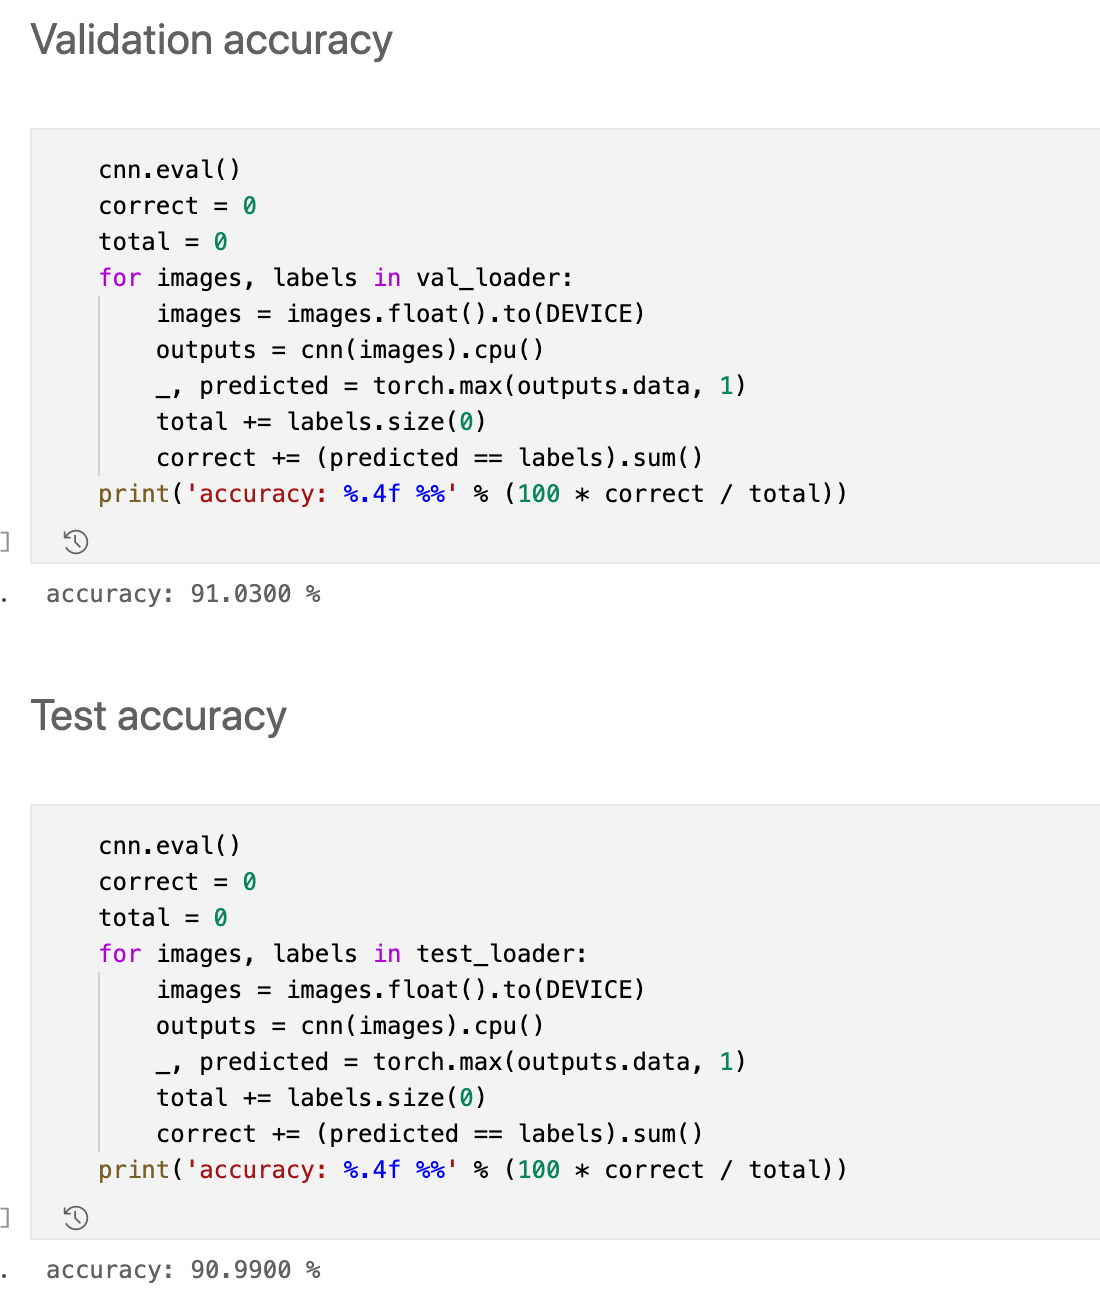 Validation accuracy
cnn.eval()
correct = 0
total = 0
for images, labels in val_loader:
    images = images.float().to(DEVICE)
    outputs = cnn(images).cpu()
    _, predicted = torch.max(outputs.data, 1)
    total += labels.size(0)
    correct += (predicted == labels).sum()
print('accuracy: %.4f %%' % (100 * correct / total))
]
. accuracy: 91.0300 %
Test accuracy
cnn.eval()
correct = 0
total = 0
for images, labels in test_loader:
    images = images.float().to(DEVICE)
    outputs = cnn(images).cpu()
    _, predicted = torch.max(outputs.data, 1)
    total += labels.size(0)
    correct += (predicted == labels).sum()
print('accuracy: %.4f %%' % (100 * correct / total))
]
. accuracy: 90.9900 %